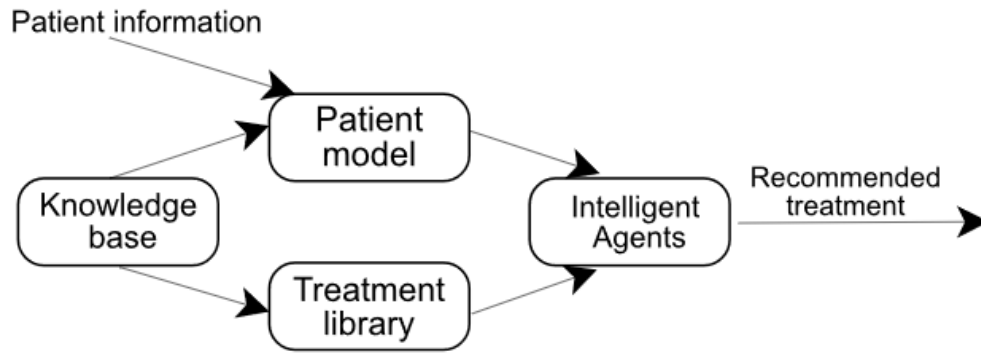 Patient information
Patient
model
Knowledge
base
Intelligent
Agents
Recommended
treatment
Treatment
library